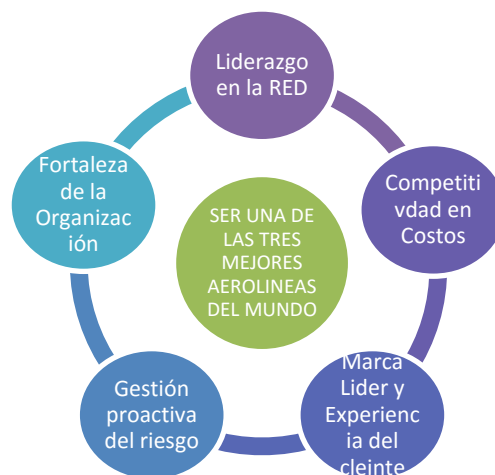 Liderazgo
en la RED
Competiti
vdad en
Costos
Marca
Lider y
Experienc
ia del
cleinte
Gestión
proactiva
del riesgo
Fortaleza
de la
Organizac
ión
SER UNA DE
LAS TRES
MEJORES
AEROLINEAS
DEL MUNDO